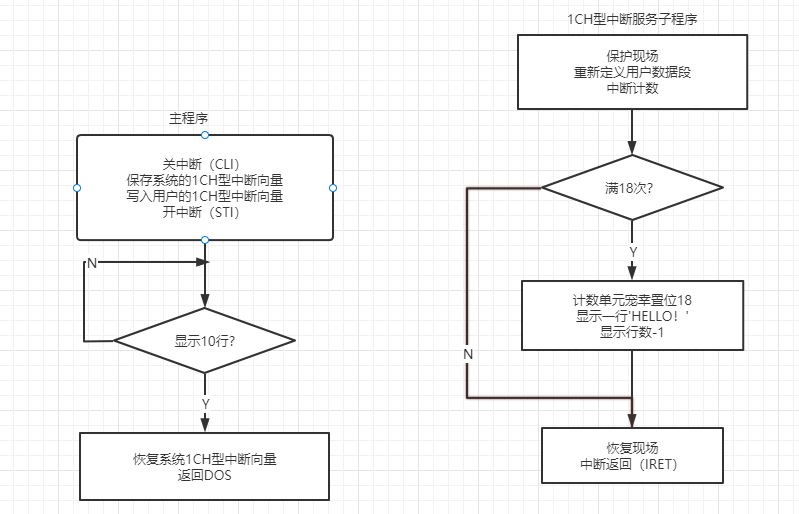 主程序
关中断（CLI）
保存系统的1CH型中断向量
写入用户的1CH型中断向量
开中断（STI）
N
显示10行?
Y
恢复系统1CH型中断向量
返回DOS
1CH型中断服务子程序
保护现场
重新定义用户数据段
中断计数
满18次?
Y
计数单元宠幸置位18
显示一行'HELLO！'
显示行数-1
N
恢复现场
中断返回（IRET）